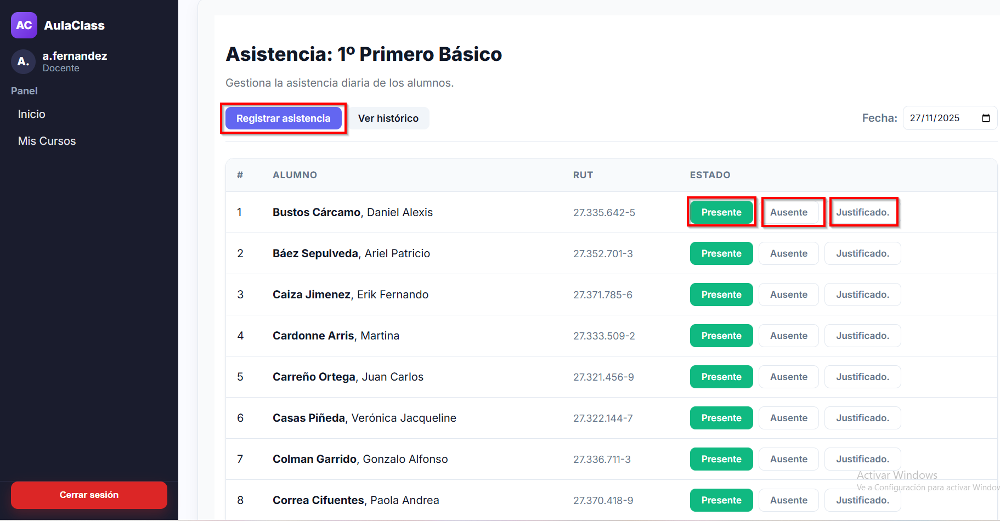 AC AulaClass
A. a.fernandez
Docente
Panel
Inicio
Mis Cursos
Cerrar sesión
Asistencia: 1º Primero Básico
Gestiona la asistencia diaria de los alumnos.
Registrar asistencia Ver histórico Fecha: 27/11/2025
# ALUMNO RUT ESTADO
1 Bustos Cárcamo, Daniel Alexis 27.335.642-5 Presente Ausente Justificado.
2 Báez Sepulveda, Ariel Patricio 27.352.701-3 Presente Ausente Justificado.
3 Caiza Jimenez, Erik Fernando 27.371.785-6 Presente Ausente Justificado.
4 Cardonne Arris, Martina 27.333.509-2 Presente Ausente Justificado.
5 Carreño Ortega, Juan Carlos 27.321.456-9 Presente Ausente Justificado.
6 Casas Piñeda, Verónica Jacqueline 27.322.144-7 Presente Ausente Justificado.
7 Colman Garrido, Gonzalo Alfonso 27.336.711-3 Presente Ausente Justificado.
8 Correa Cifuentes, Paola Andrea 27.370.418-9 Presente Ausente Justificado.
Activar Windows
Ve a Configuración para activar Window